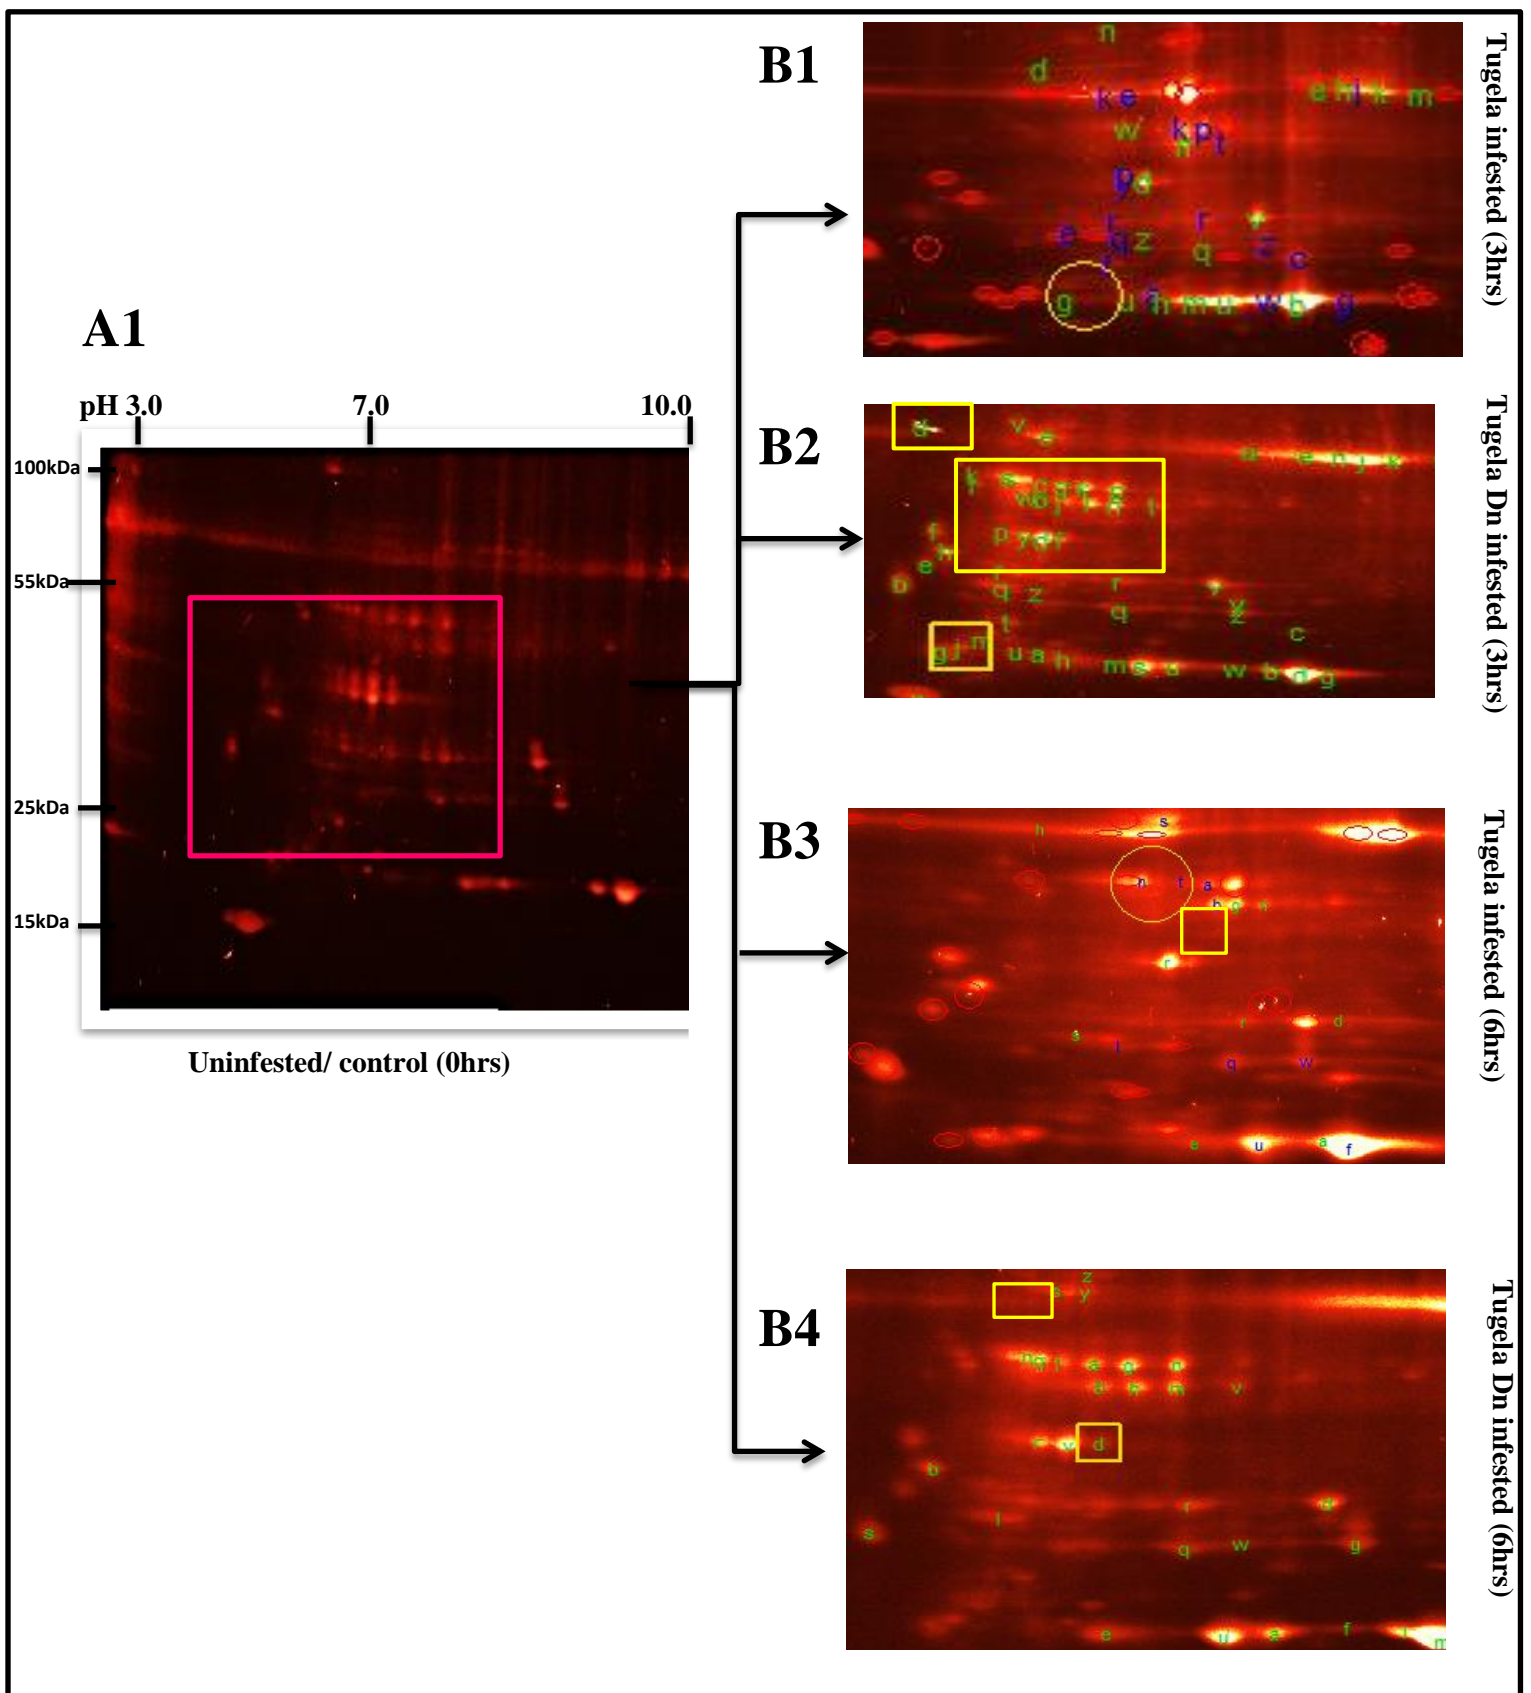 A1
pH 3.0 7.0 10.0
100kDa
55kDa
25kDa
15kDa
Uninfested/ control (0hrs)
B1
n
d
k e e h j k m
w k p t
n
p
y d
r r y
e q z q z
c
g u h m u w b g
Tugela infested (3hrs)
B2
d v e
a e h j k
k s
p y
f
h
e
b r r y
q z q v
z
t c
g j m u a h m s u w b d g
Tugela Dn infested (3hrs)
B3
h s
n t a
b g n
r
r d
s l
q w
e u a f
Tugela infested (6hrs)
B4
z
s y
a g n
a h m v
v d
b
r d
s l q w g
e u a f i m
Tugela Dn infested (6hrs)